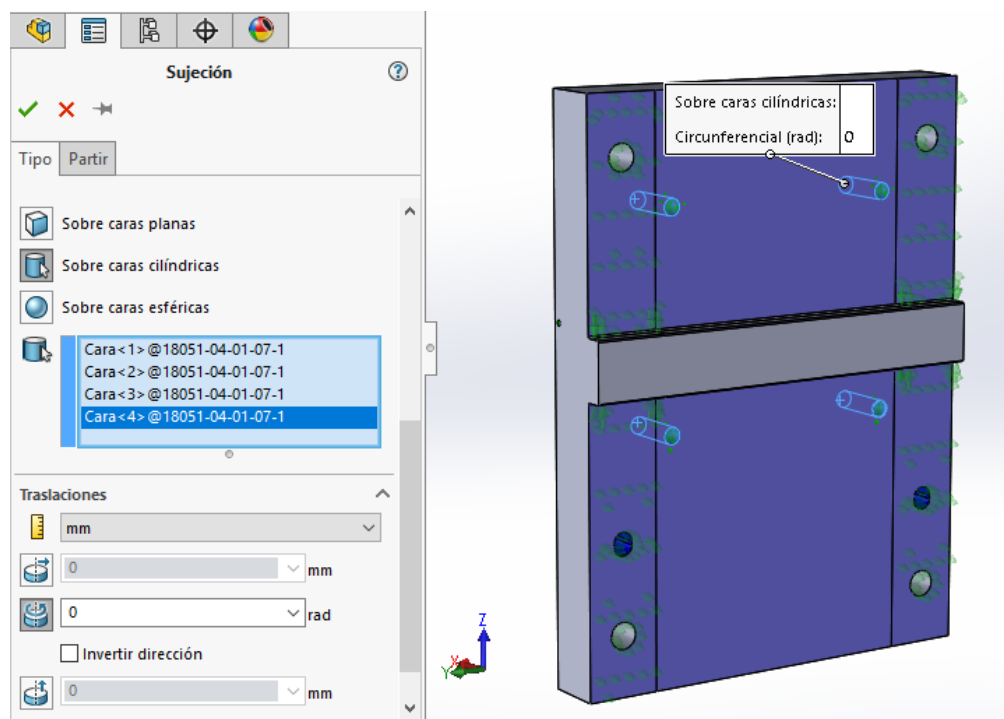 Sujeción
Tipo
Partir
Sobre caras planas
Sobre caras cilíndricas
Sobre caras esféricas
Cara<1>@18051-04-01-07-1
Cara<2>@18051-04-01-07-1
Cara<3>@18051-04-01-07-1
Cara<4>@18051-04-01-07-1
Traslaciones
mm
0 mm
0 rad
Invertir dirección
0 mm
Sobre caras cilíndricas:
Circunferencial (rad): 0
Z
X
Y